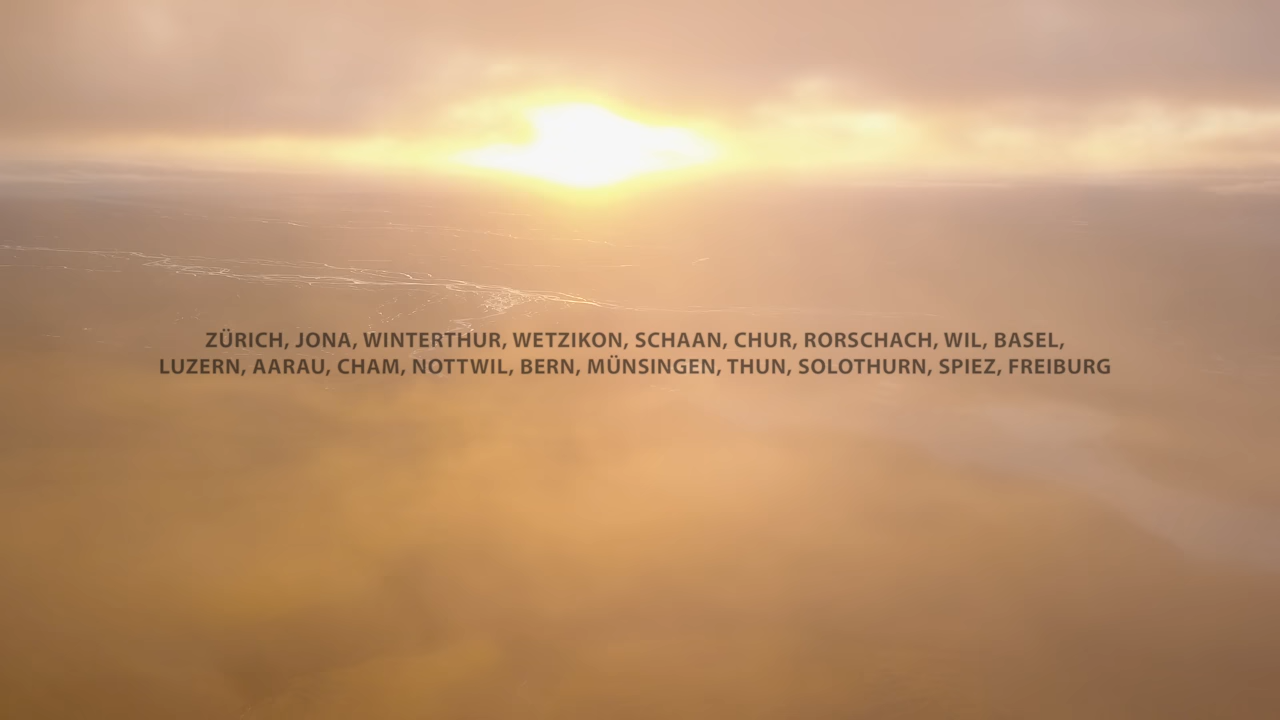 ZÜRICH, JONA, WINTERTHUR, WETZIKON, SCHAAN, CHUR, RORSCHACH, WIL, BASEL,
LUZERN, AARAU, CHAM, NOTTWIL, BERN, MÜNSINGEN, THUN, SOLOTHURN, SPIEZ, FREIBURG